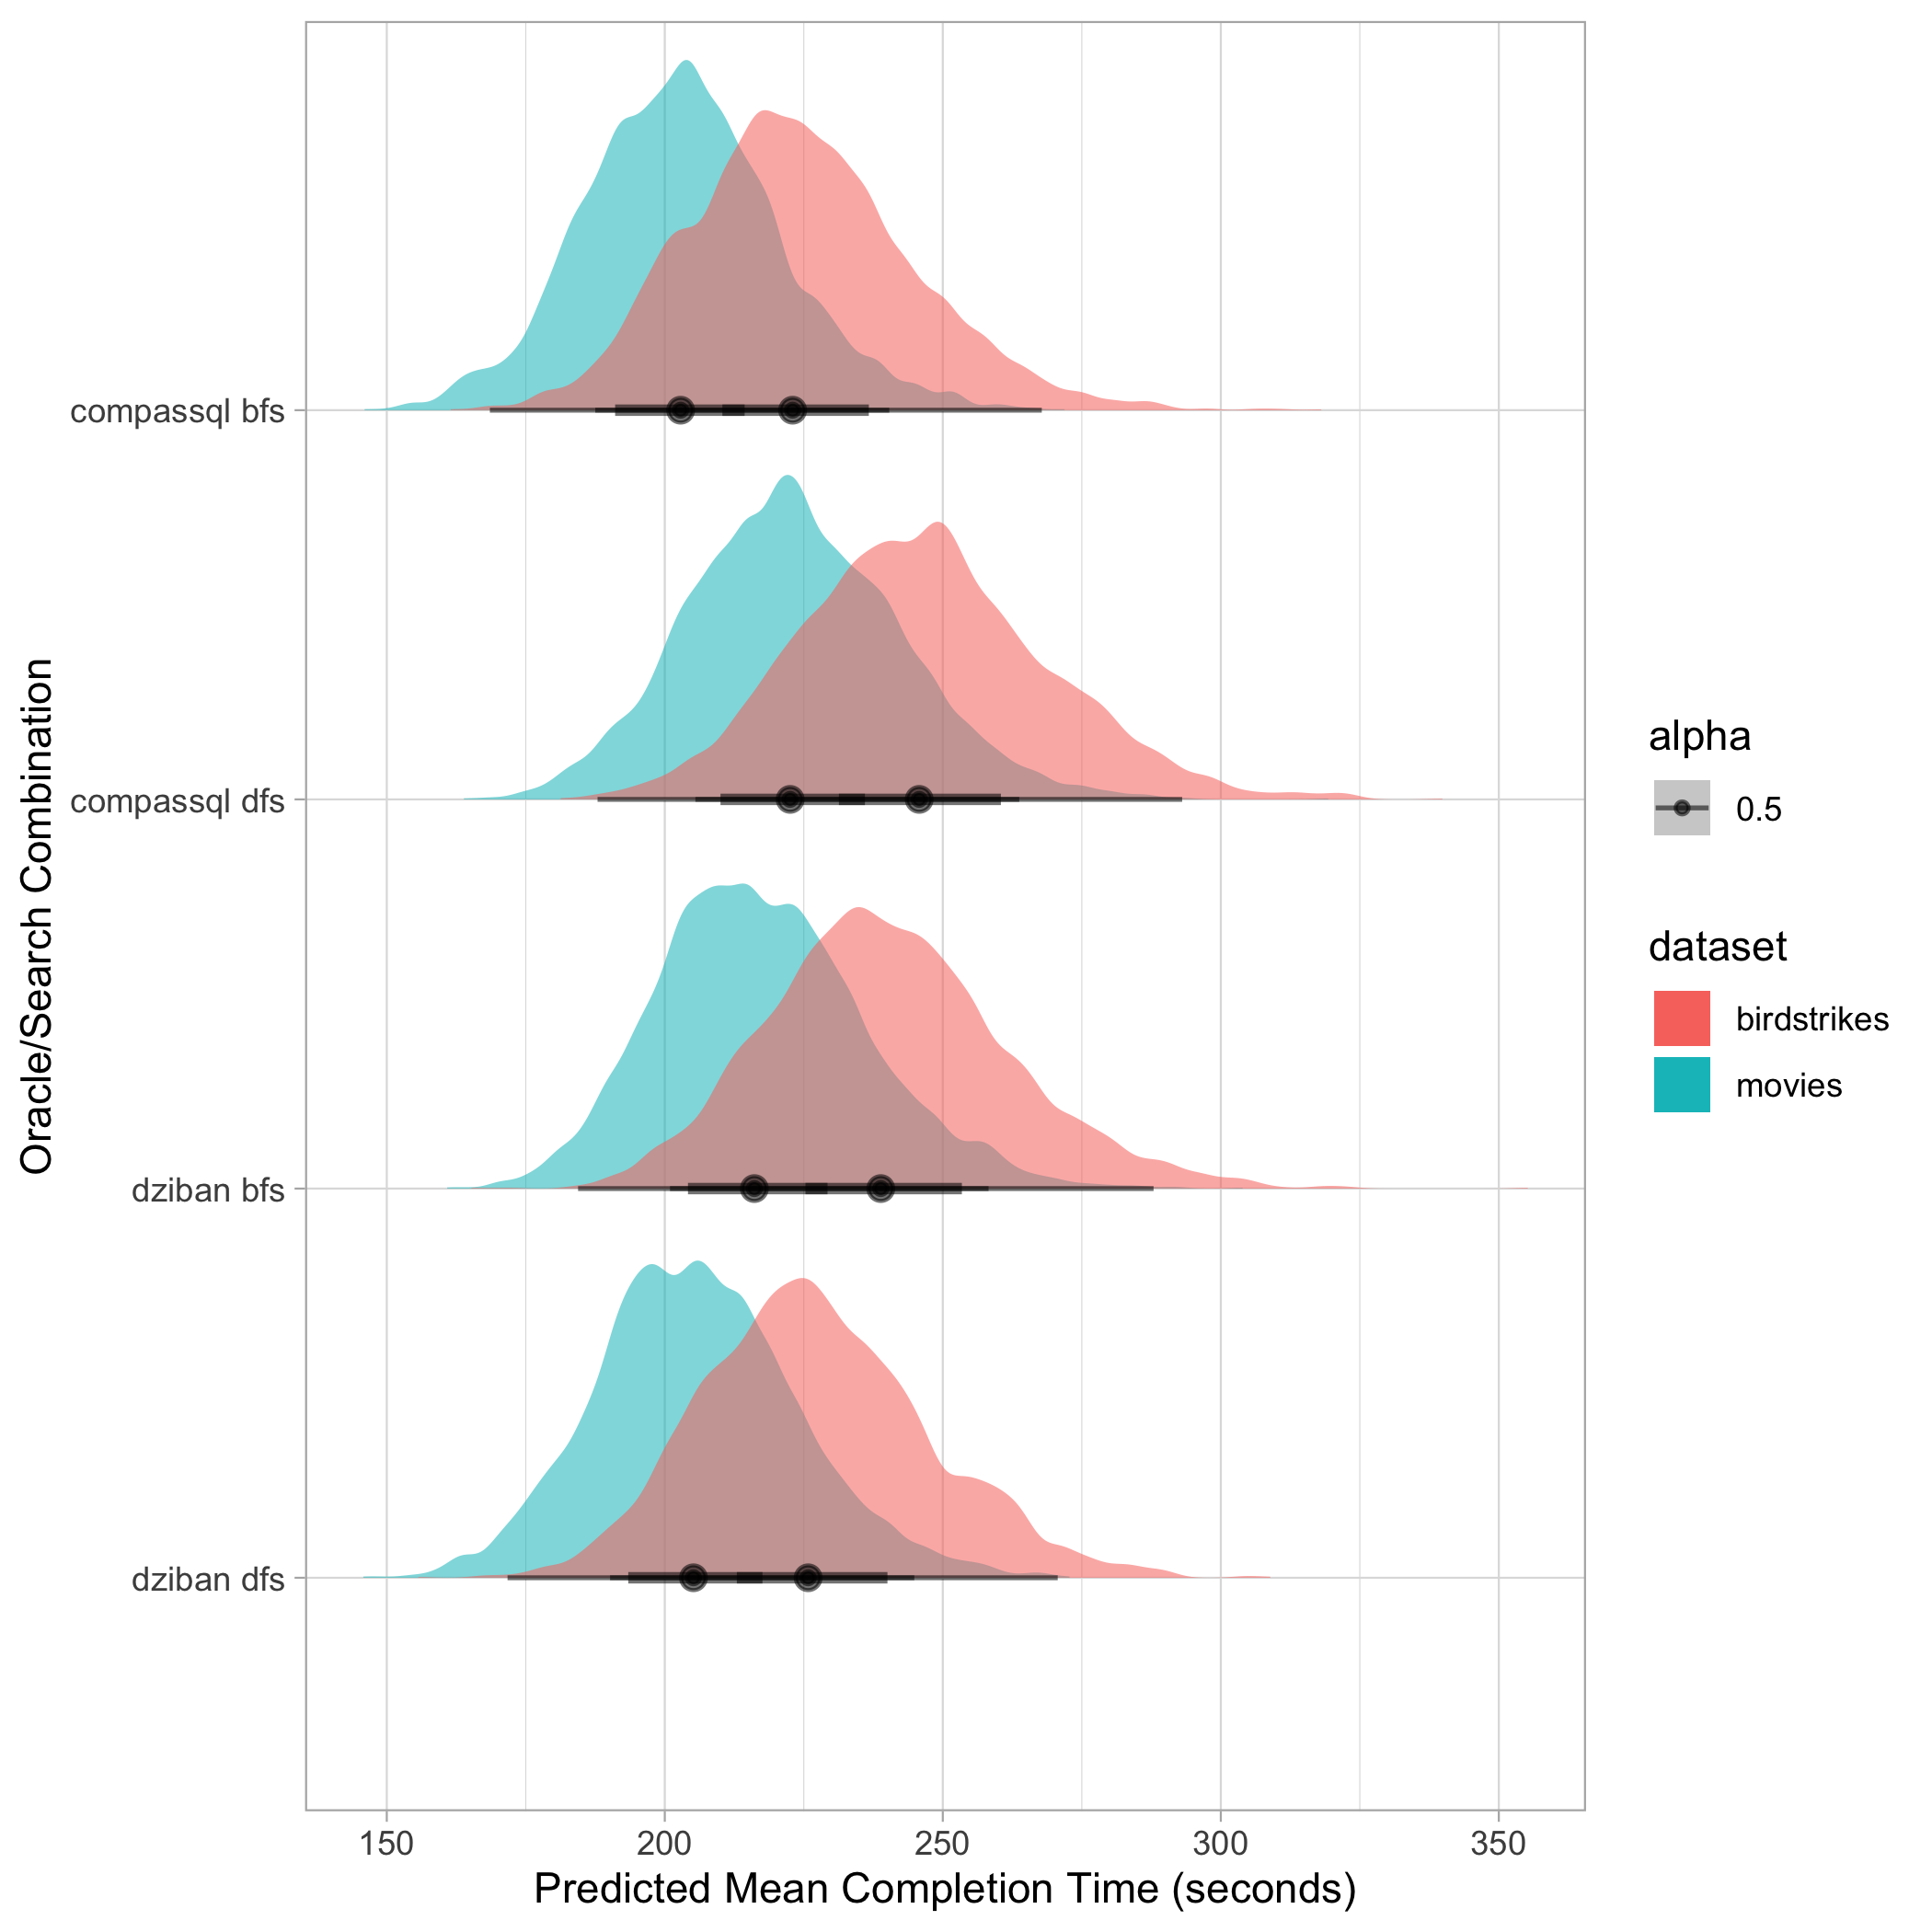 compassql bfs
compassql dfs
dziban bfs
dziban dfs
Oracle/Search Combination
150 200 250 300 350
Predicted Mean Completion Time (seconds)
alpha
0.5
dataset
birdstrikes
movies